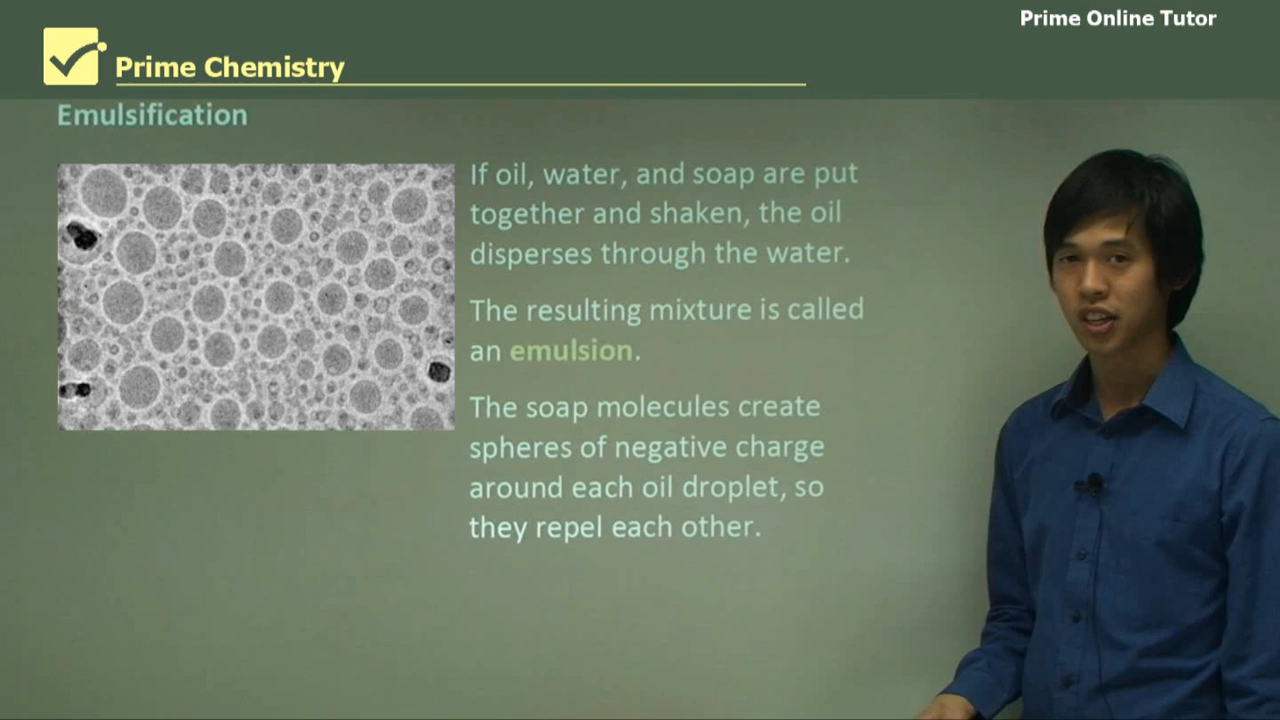 Prime Online Tutor
Prime Chemistry
Emulsification
If oil, water, and soap are put
together and shaken, the oil
disperses through the water.
The resulting mixture is called
an emulsion.
The soap molecules create
spheres of negative charge
around each oil droplet, so
they repel each other.